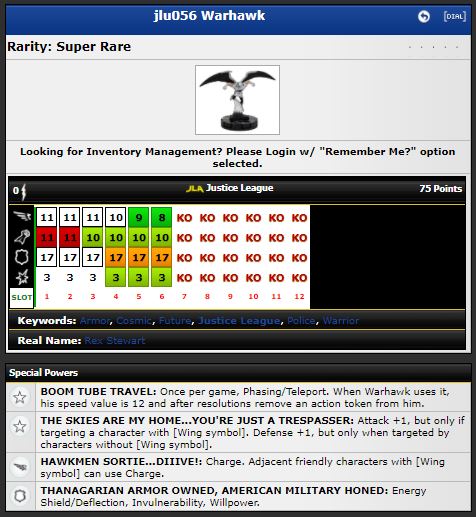 jlu056 Warhawk
[DIAL]
Rarity: Super Rare
Looking for Inventory Management? Please Login w/ "Remember Me?" option
selected.
0 JLA Justice League 75 Points
11 11 11 10 9 8 KO KO KO KO KO KO
11 11 10 10 10 10 KO KO KO KO KO KO
17 17 17 17 17 17 KO KO KO KO KO KO
3 3 3 3 3 3 KO KO KO KO KO KO
SLOT 1 2 3 4 5 6 7 8 9 10 11 12
Keywords: Armor, Cosmic, Future, Justice League, Police, Warrior
Real Name: Rex Stewart
Special Powers
BOOM TUBE TRAVEL: Once per game, Phasing/Teleport. When Warhawk uses it,
his speed value is 12 and after resolutions remove an action token from him.
THE SKIES ARE MY HOME...YOU'RE JUST A TRESPASSER: Attack +1, but only if
targeting a character with [Wing symbol]. Defense +1, but only when targeted by
characters without [Wing symbol].
HAWKMEN SORTIE...DIIIVE!: Charge. Adjacent friendly characters with [Wing
symbol] can use Charge.
THANAGARIAN ARMOR OWNED, AMERICAN MILITARY HONED: Energy
Shield/Deflection, Invulnerability, Willpower.